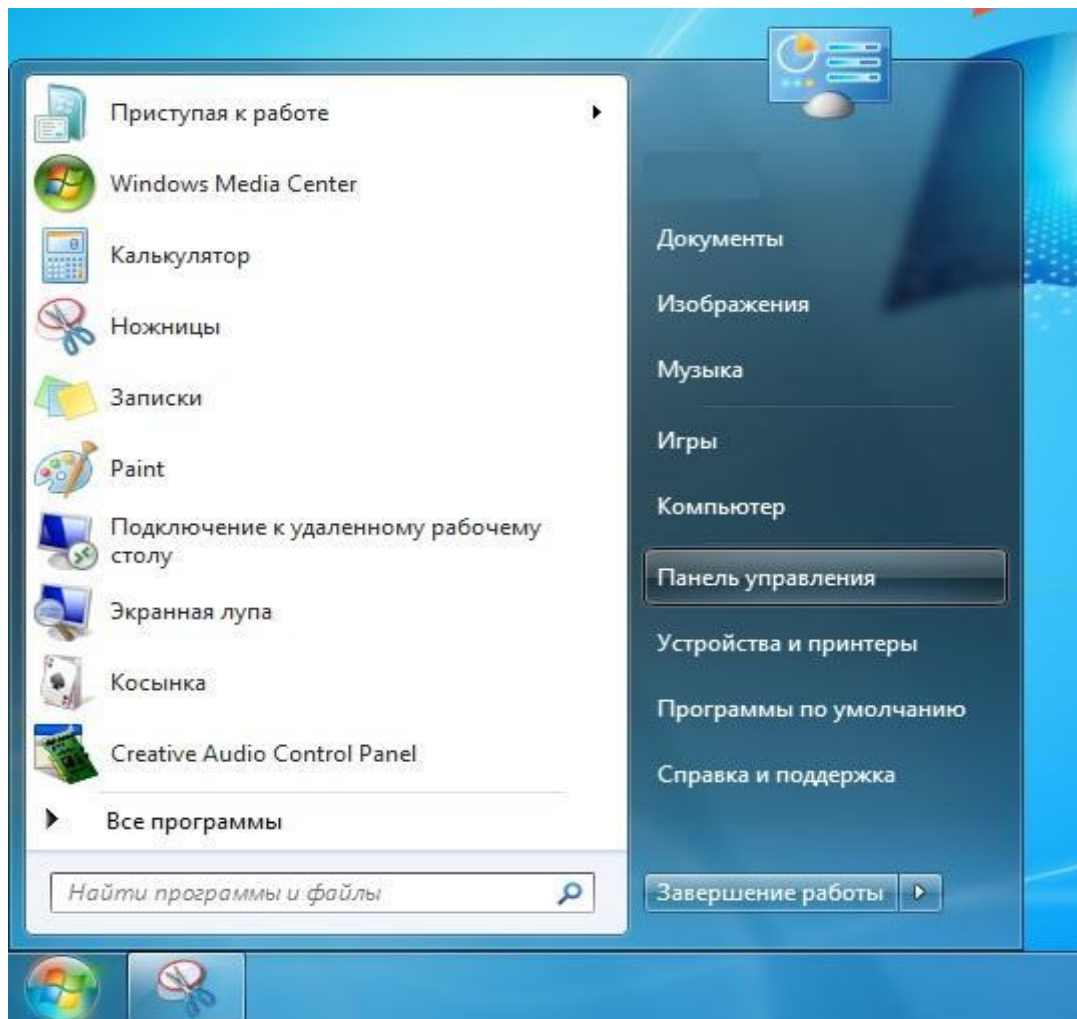 Приступая к работе
Windows Media Center
Калькулятор
Ножницы
Записки
Paint
Подключение к удаленному рабочему
столу
Экранная лупа
Косынка
Creative Audio Control Panel
Все программы
Найти программы и файлы
Документы
Изображения
Музыка
Игры
Компьютер
Панель управления
Устройства и принтеры
Программы по умолчанию
Справка и поддержка
Завершение работы